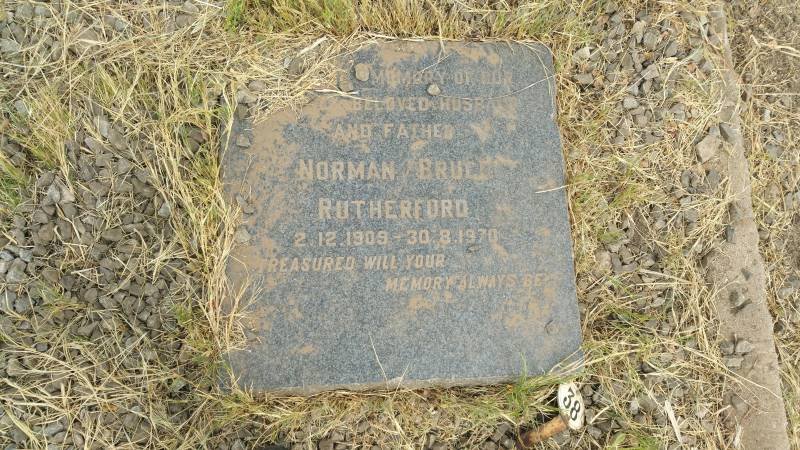 MEMORY OF OUR
BELOVED HUSBAND
AND FATHER
NORMAN BRUCE
RUTHERFORD
2.12.1909 - 30.8.1970
TREASURED WILL YOUR
MEMORY ALWAYS BE
38